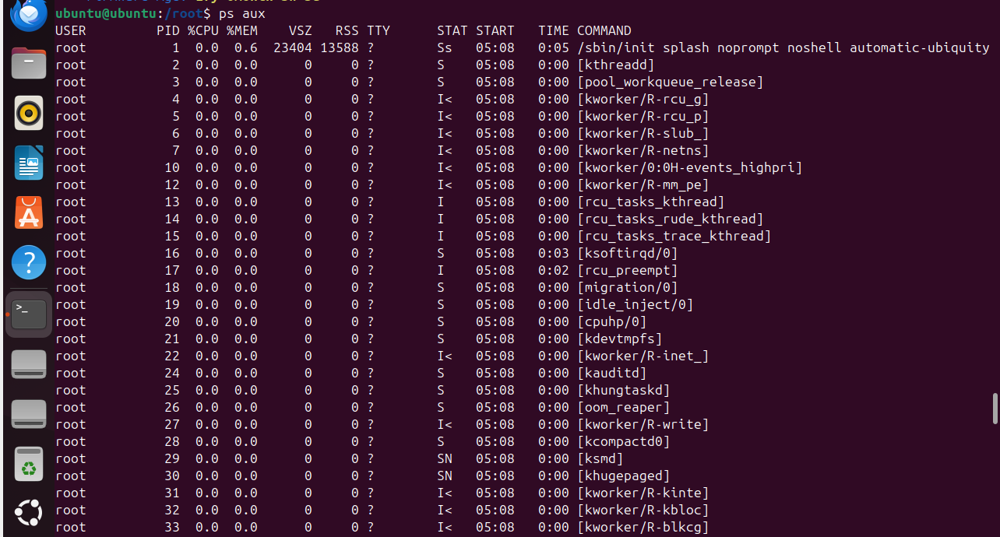 ubuntu@ubuntu:/root$ ps aux
USER         PID %CPU %MEM    VSZ   RSS TTY      STAT START   TIME COMMAND
root           1  0.0  0.6  23404 13588 ?        Ss   05:08   0:05 /sbin/init splash noprompt noshell automatic-ubiquity
root           2  0.0  0.0      0     0 ?        S    05:08   0:00 [kthreadd]
root           3  0.0  0.0      0     0 ?        S    05:08   0:00 [pool_workqueue_release]
root           4  0.0  0.0      0     0 ?        I<   05:08   0:00 [kworker/R-rcu_g]
root           5  0.0  0.0      0     0 ?        I<   05:08   0:00 [kworker/R-rcu_p]
root           6  0.0  0.0      0     0 ?        I<   05:08   0:00 [kworker/R-slub_]
root           7  0.0  0.0      0     0 ?        I<   05:08   0:00 [kworker/R-netns]
root          10  0.0  0.0      0     0 ?        I<   05:08   0:00 [kworker/0:0H-events_highpri]
root          12  0.0  0.0      0     0 ?        I<   05:08   0:00 [kworker/R-mm_pe]
root          13  0.0  0.0      0     0 ?        I    05:08   0:00 [rcu_tasks_kthread]
root          14  0.0  0.0      0     0 ?        I    05:08   0:00 [rcu_tasks_rude_kthread]
root          15  0.0  0.0      0     0 ?        I    05:08   0:00 [rcu_tasks_trace_kthread]
root          16  0.0  0.0      0     0 ?        S    05:08   0:03 [ksoftirqd/0]
root          17  0.0  0.0      0     0 ?        I    05:08   0:02 [rcu_preempt]
root          18  0.0  0.0      0     0 ?        S    05:08   0:00 [migration/0]
root          19  0.0  0.0      0     0 ?        S    05:08   0:00 [idle_inject/0]
root          20  0.0  0.0      0     0 ?        S    05:08   0:00 [cpuhp/0]
root          21  0.0  0.0      0     0 ?        S    05:08   0:00 [kdevtmpfs]
root          22  0.0  0.0      0     0 ?        I<   05:08   0:00 [kworker/R-inet_]
root          24  0.0  0.0      0     0 ?        S    05:08   0:00 [kauditd]
root          25  0.0  0.0      0     0 ?        S    05:08   0:00 [khungtaskd]
root          26  0.0  0.0      0     0 ?        S    05:08   0:00 [oom_reaper]
root          27  0.0  0.0      0     0 ?        I<   05:08   0:00 [kworker/R-write]
root          28  0.0  0.0      0     0 ?        S    05:08   0:00 [kcompactd0]
root          29  0.0  0.0      0     0 ?        SN   05:08   0:00 [ksmd]
root          30  0.0  0.0      0     0 ?        SN   05:08   0:00 [khugepaged]
root          31  0.0  0.0      0     0 ?        I<   05:08   0:00 [kworker/R-kinte]
root          32  0.0  0.0      0     0 ?        I<   05:08   0:00 [kworker/R-kbloc]
root          33  0.0  0.0      0     0 ?        I<   05:08   0:00 [kworker/R-blkcg]